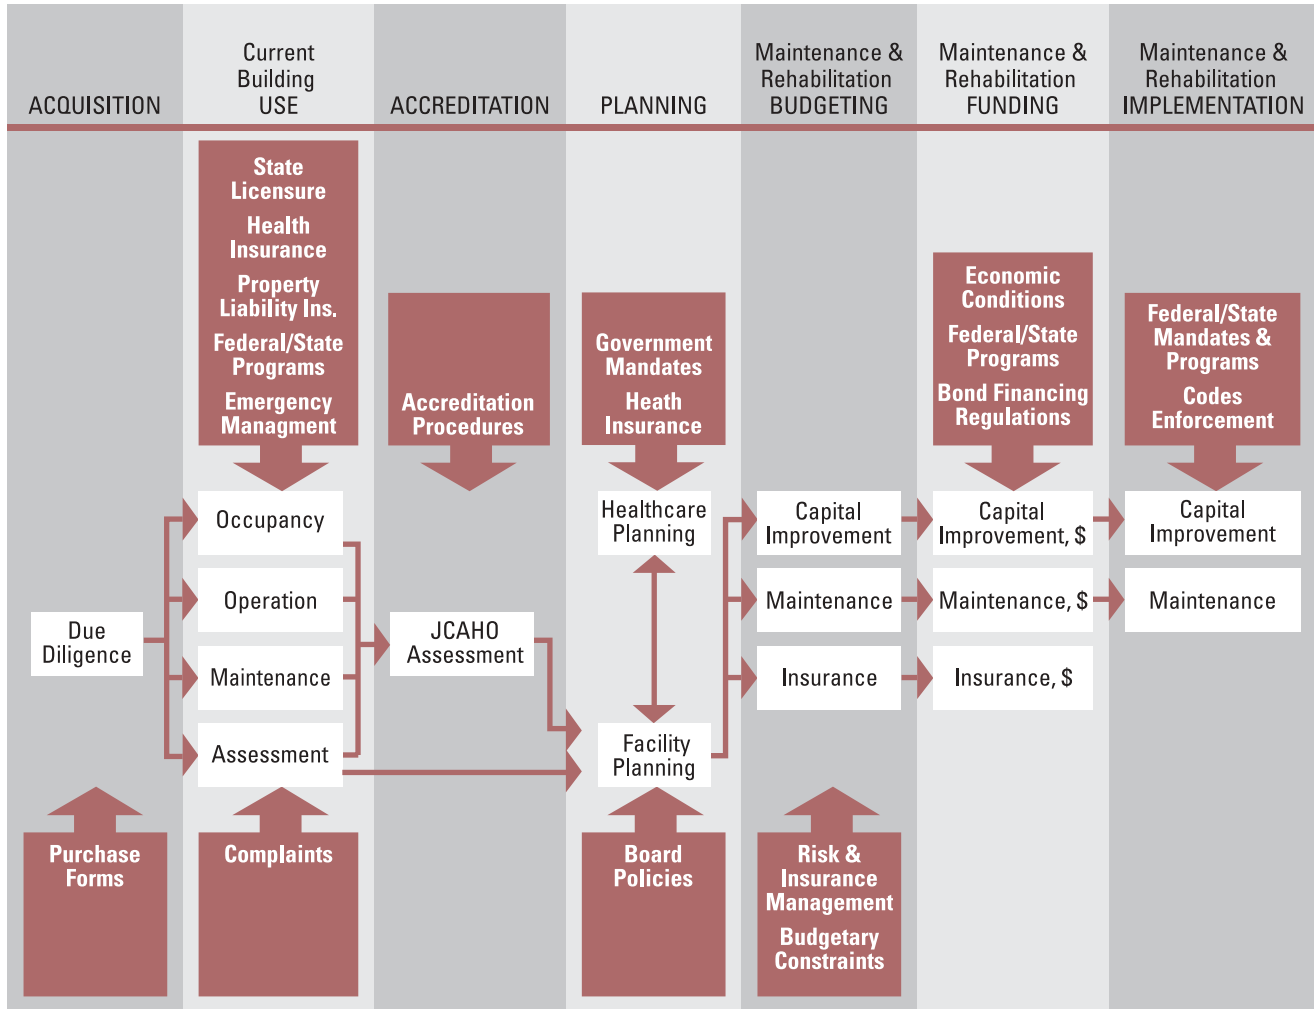 ACQUISITION
Current
Building
USE
ACCREDITATION
PLANNING
Maintenance &
Rehabilitation
BUDGETING
Maintenance &
Rehabilitation
FUNDING
Maintenance &
Rehabilitation
IMPLEMENTATION
State
Licensure
Health
Insurance
Property
Liability Ins.
Federal/State
Programs
Emergency
Managment
Accreditation
Procedures
Government
Mandates
Heath
Insurance
Economic
Conditions
Federal/State
Programs
Bond Financing
Regulations
Federal/State
Mandates &
Programs
Codes
Enforcement
Due
Diligence
Occupancy
Operation
Maintenance
Assessment
JCAHO
Assessment
Healthcare
Planning
Facility
Planning
Capital
Improvement
Maintenance
Insurance
Capital
Improvement, $
Maintenance, $
Insurance, $
Capital
Improvement
Maintenance
Purchase
Forms
Complaints
Board
Policies
Risk &
Insurance
Management
Budgetary
Constraints